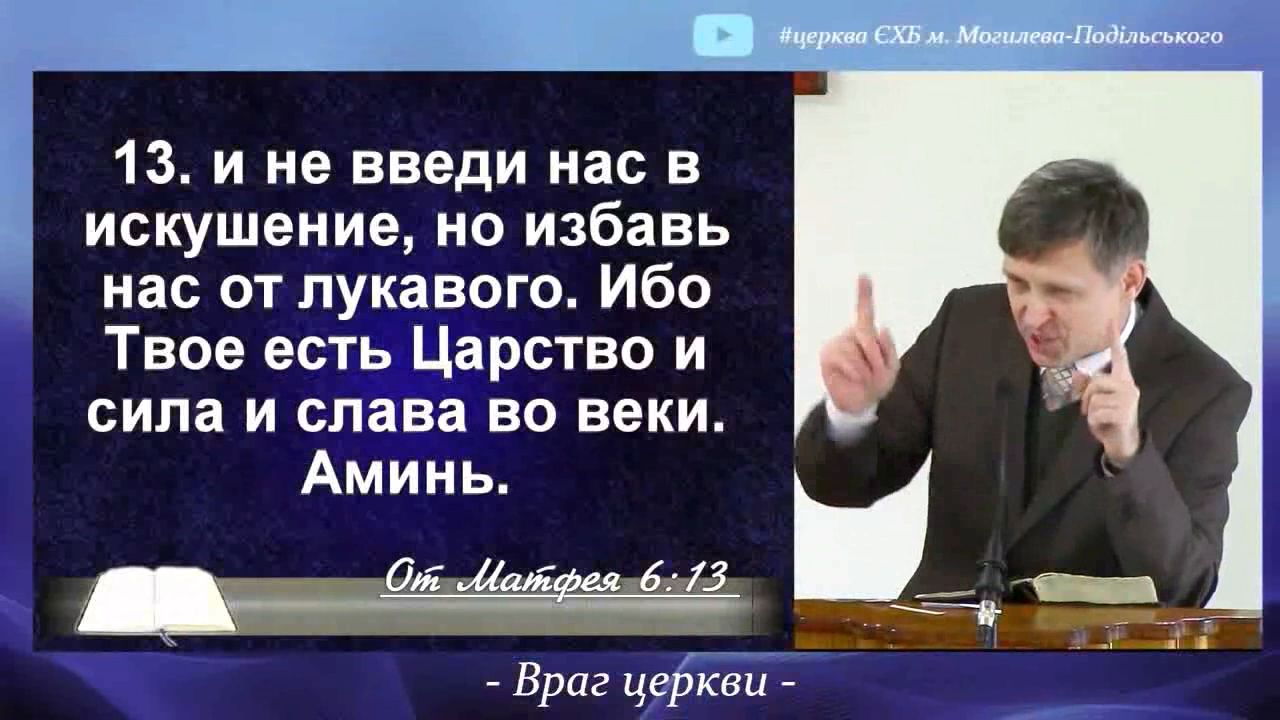 #церква ЄХБ м. Могилева-Подільського
13. и не введи нас в
искушение, но избавь
нас от лукавого. Ибо
Твое есть Царство и
сила и слава во веки.
Аминь.
От Матфея 6:13
- Враг церкви -